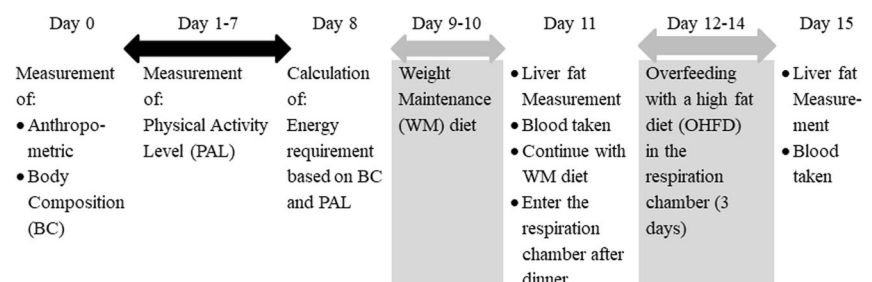 Day 0
Day 1-7
Day 8
Day 9-10
Day 11
Day 12-14
Day 15
Measurement
of:
• Anthropo-
metric
• Body
Composition
(BC)
Measurement
of:
Physical Activity
Level (PAL)
Calculation
of:
Energy
requirement
based on BC
and PAL
Weight
Maintenance
(WM) diet
• Liver fat
Measurement
• Blood taken
• Continue with
WM diet
• Enter the
respiration
chamber after
dinner
Overfeeding
with a high fat
diet (OHFD)
in the
respiration
chamber (3
days)
• Liver fat
Measure-
ment
• Blood
taken